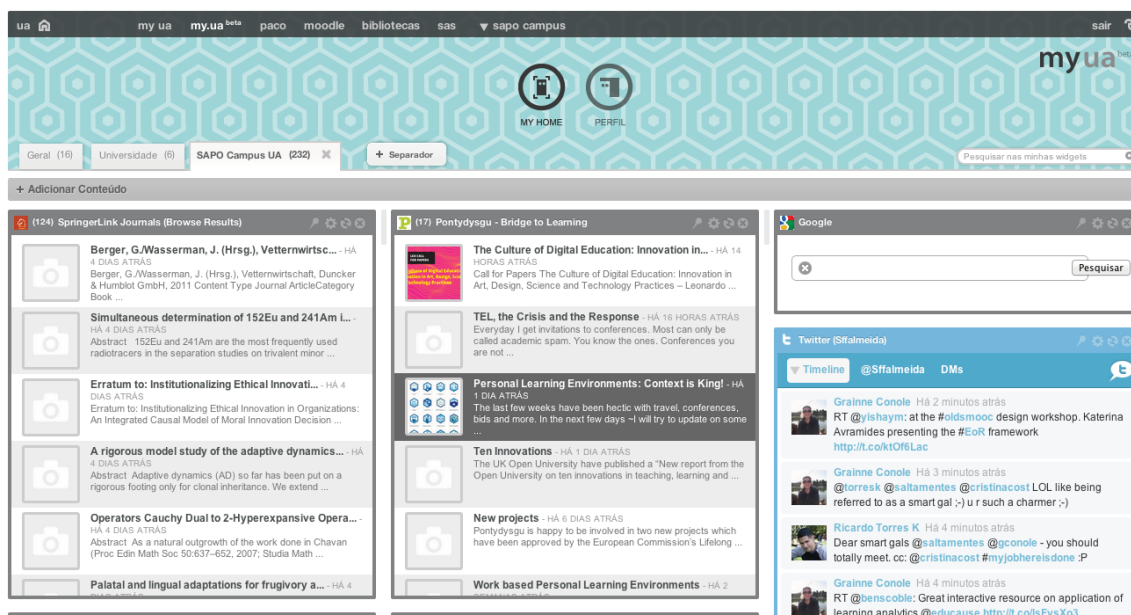 ua
my ua
my.ua beta
paco
moodle
bibliotecas
sas
sapo campus
sair
myua beta
MY HOME
PERFIL
Geral (16)
Universidade (6)
SAPO Campus UA (232)
+ Separador
Pesquisar nas minhas widgets
+ Adicionar Conteúdo
(124) SpringerLink Journals (Browse Results)
Berger, G./Wasserman, J. (Hrsg.), Vetternwirtsc... - HÁ
4 DIAS ATRÁS
Berger, G./Wasserman, J. (Hrsg.), Vetternwirtschaft, Duncker
& Humblot GmbH, 2011 Content Type Journal ArticleCategory
Book ...
Simultaneous determination of 152Eu and 241Am i... -
HÁ 4 DIAS ATRÁS
Abstract 152Eu and 241Am are the most frequently used
radiotracers in the separation studies on trivalent minor ...
Erratum to: Institutionalizing Ethical Innovati... - HÁ 4
DIAS ATRÁS
Erratum to: Institutionalizing Ethical Innovation in Organizations:
An Integrated Causal Model of Moral Innovation Decision ...
A rigorous model study of the adaptive dynamics... - HÁ
4 DIAS ATRÁS
Abstract Adaptive dynamics (AD) so far has been put on a
rigorous footing only for clonal inheritance. We extend ...
Operators Cauchy Dual to 2-Hyperexpansive Opera... -
HÁ 4 DIAS ATRÁS
Abstract As a natural outgrowth of the work done in Chavan
(Proc Edin Math Soc 50:637–652, 2007; Studia Math ...
Palatal and lingual adaptations for frugivory a... - HÁ 4
DIAS ATRÁS
(17) Pontydysgu - Bridge to Learning
The Culture of Digital Education: Innovation in... - HÁ 14
HORAS ATRÁS
Call for Papers The Culture of Digital Education: Innovation in
Art, Design, Science and Technology Practices – Leonardo ...
TEL, the Crisis and the Response - HÁ 16 HORAS ATRÁS
Everyday I get invitations to conferences. Most can only be
called academic spam. You know the ones. Conferences you
are not ...
Personal Learning Environments: Context is King! - HÁ
1 DIA ATRÁS
The last few weeks have been hectic with travel, conferences,
bids and more. In the next few days ~I will try to update on some
...
Ten Innovations - HÁ 1 DIA ATRÁS
The UK Open University have published a "New report from the
Open University on ten innovations in teaching, learning and ...
New projects - HÁ 6 DIAS ATRÁS
Pontydysgu is happy to be involved in two new projects which
have been approved by the European Commission's Lifelong ...
Work based Personal Learning Environments - HÁ 2
SEMANAS ATRÁS
Google
Pesquisar
Twitter (Sffalmeida)
Timeline
@Sffalmeida
DMs
Grainne Conole Há 2 minutos atrás
RT @yishaym: at the #oldsmooc design workshop. Katerina
Avramides presenting the #EoR framework
http://t.co/ktOf6Lac
Grainne Conole Há 3 minutos atrás
@torresk @saltamentes @cristinacost LOL like being
referred to as a smart gal ;-) u r such a charmer ;-)
Ricardo Torres K Há 4 minutos atrás
Dear smart gals @saltamentes @gconole - you should
totally meet. cc: @cristinacost #myjobhereisdone :P
Grainne Conole Há 4 minutos atrás
RT @benscoble: Great interactive resource on application of
learning analytics @educause